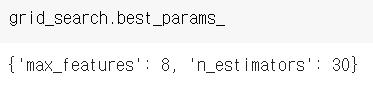 grid_search.best_params_
{'max_features': 8, 'n_estimators': 30}